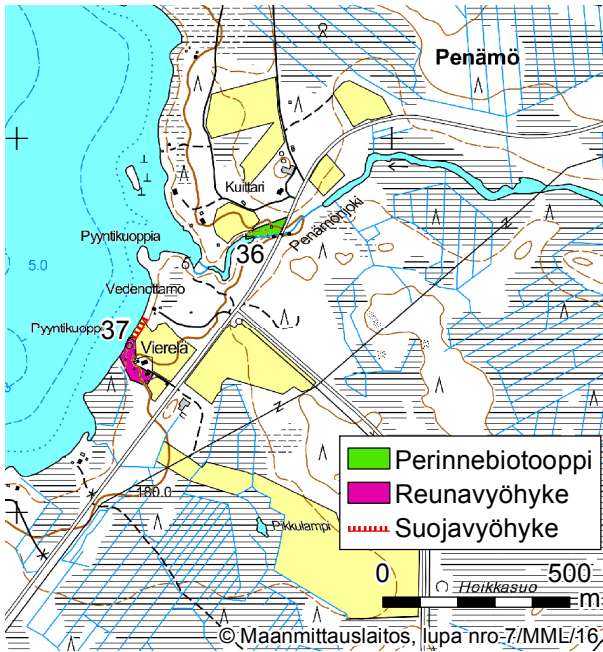 Penämö
Kuittari
Penämönjoki
36
Pyyntikuoppia
5.0
Vedenottamo
Pyyntikuopp
37
Vierelä
Perinnebiotooppi
Reunavyöhyke
Suojavyöhyke
180.0
Pikkulampi
0 500
m
Hoikkasuo
© Maanmittauslaitos, lupa nro 7/MML/16